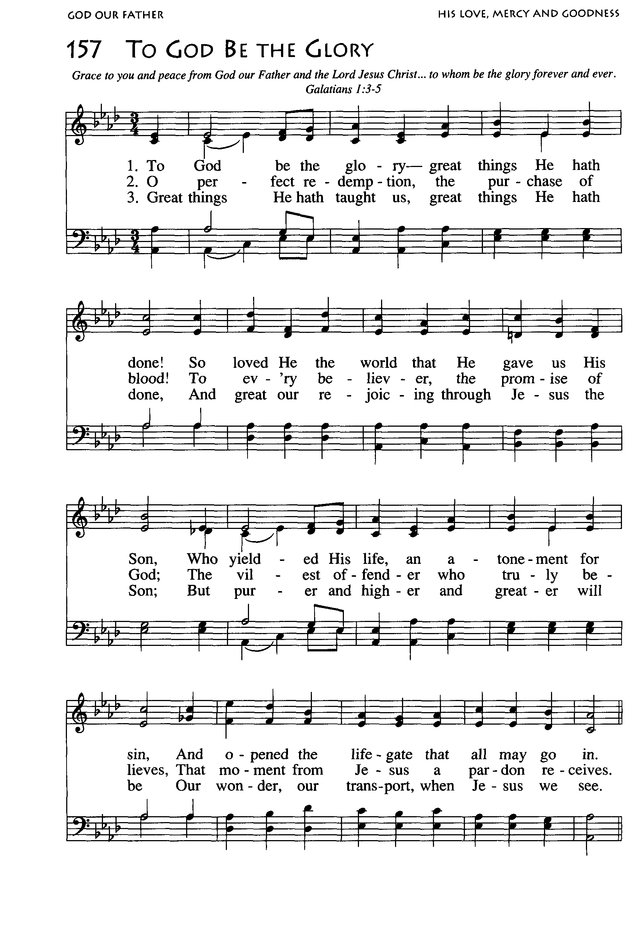 GOD OUR FATHER HIS LOVE, MERCY AND GOODNESS
157 TO GOD BE THE GLORY
Grace to you and peace from God our Father and the Lord Jesus Christ... to whom be the glory forever and ever.
Galatians 1:3-5
3 4
1. To God be the glo - ry— great things He hath
2. O per - fect re - demp - tion, the pur - chase of
3. Great things He hath taught us, great things He hath
3 4
done! So loved He the world that He gave us His
blood! To ev - 'ry be - liev - er, the prom - ise of
done, And great our re - joic - ing through Je - sus the
Son, Who yield - ed His life, an a - tone - ment for
God; The vil - est of - fend - er who tru - ly be -
Son; But pur - er and high - er and great - er will
sin, And o - pened the life - gate that all may go in.
lieves, That mo - ment from Je - sus a par - don re - ceives.
be Our won - der, our trans - port, when Je - sus we see.